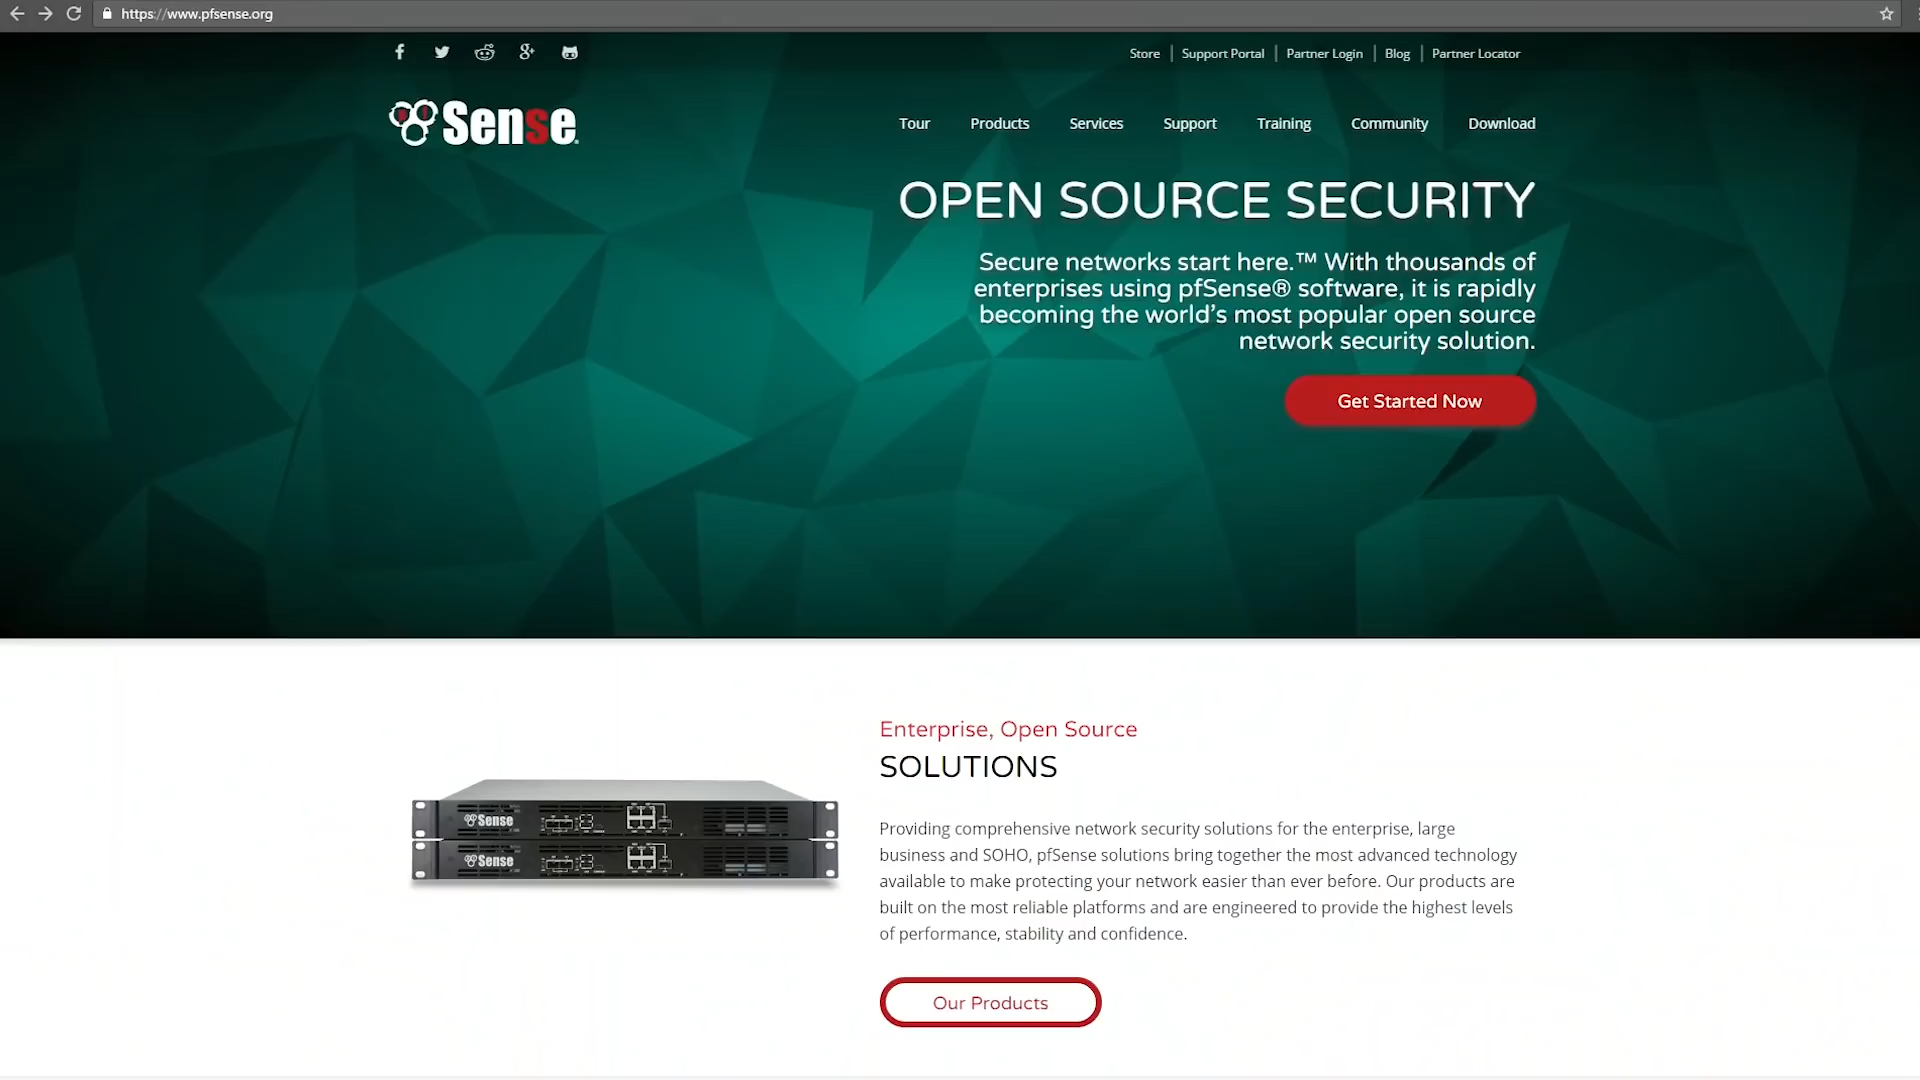 https://www.pfsense.org
Store | Support Portal | Partner Login | Blog | Partner Locator
Sense
Tour Products Services Support Training Community Download
OPEN SOURCE SECURITY
Secure networks start here.™ With thousands of
enterprises using pfSense® software, it is rapidly
becoming the world's most popular open source
network security solution.
Get Started Now
Enterprise, Open Source
SOLUTIONS
Sense
Sense
Providing comprehensive network security solutions for the enterprise, large
business and SOHO, pfSense solutions bring together the most advanced technology
available to make protecting your network easier than ever before. Our products are
built on the most reliable platforms and are engineered to provide the highest levels
of performance, stability and confidence.
Our Products